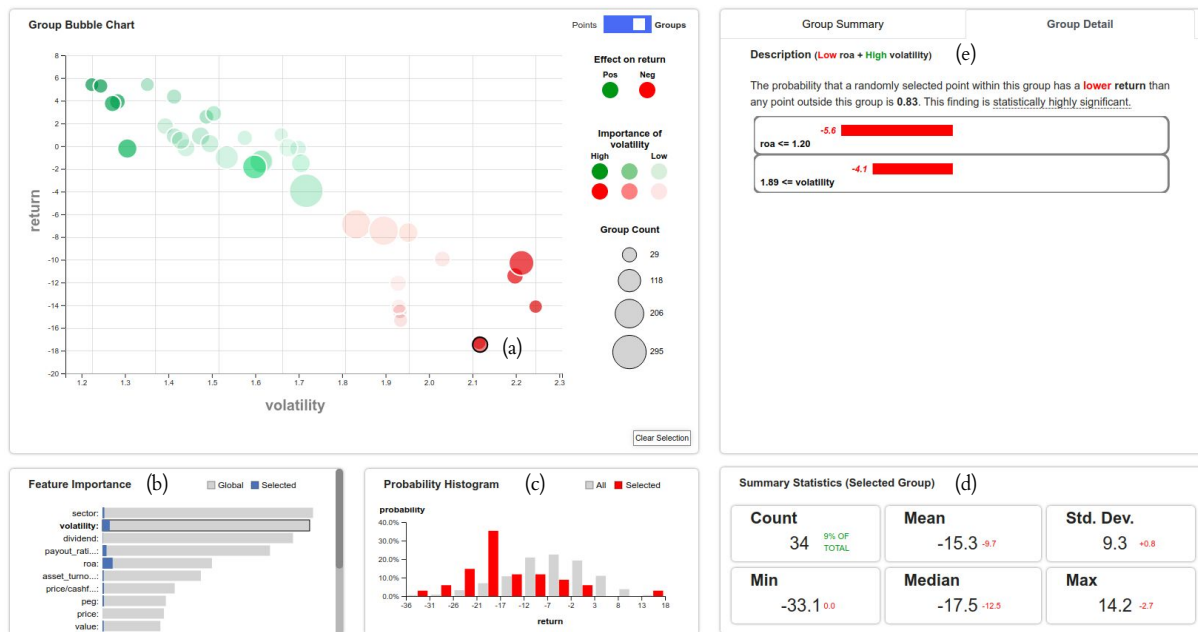 Group Bubble Chart
Points Groups
return
8
6
4
2
0
-2
-4
-6
-8
-10
-12
-14
-16
-18
-20
1.2 1.3 1.4 1.5 1.6 1.7 1.8 1.9 2.0 2.1 2.2 2.3
volatility
(a)
Effect on return
Pos Neg
Importance of
volatility
High Low
Group Count
29
118
206
295
Clear Selection
Group Summary Group Detail
Description (Low roa + High volatility) (e)
The probability that a randomly selected point within this group has a lower return than
any point outside this group is 0.83. This finding is statistically highly significant.
-5.6
roa <= 1.20
-4.1
1.89 <= volatility
Feature Importance (b) Global Selected
sector:
volatility:
dividend:
payout_rati...:
roa:
asset_turno...:
price/cashf...:
peg:
price:
value:
Probability Histogram (c) All Selected
probability
40.0%
30.0%
20.0%
10.0%
0.0%
-36 -31 -26 -21 -17 -12 -7 -2 3 8 13 18
return
Summary Statistics (Selected Group) (d)
Count
34 9% OF
TOTAL
Mean
-15.3 -9.7
Std. Dev.
9.3 +0.8
Min
-33.1 0.0
Median
-17.5 -12.5
Max
14.2 -2.7